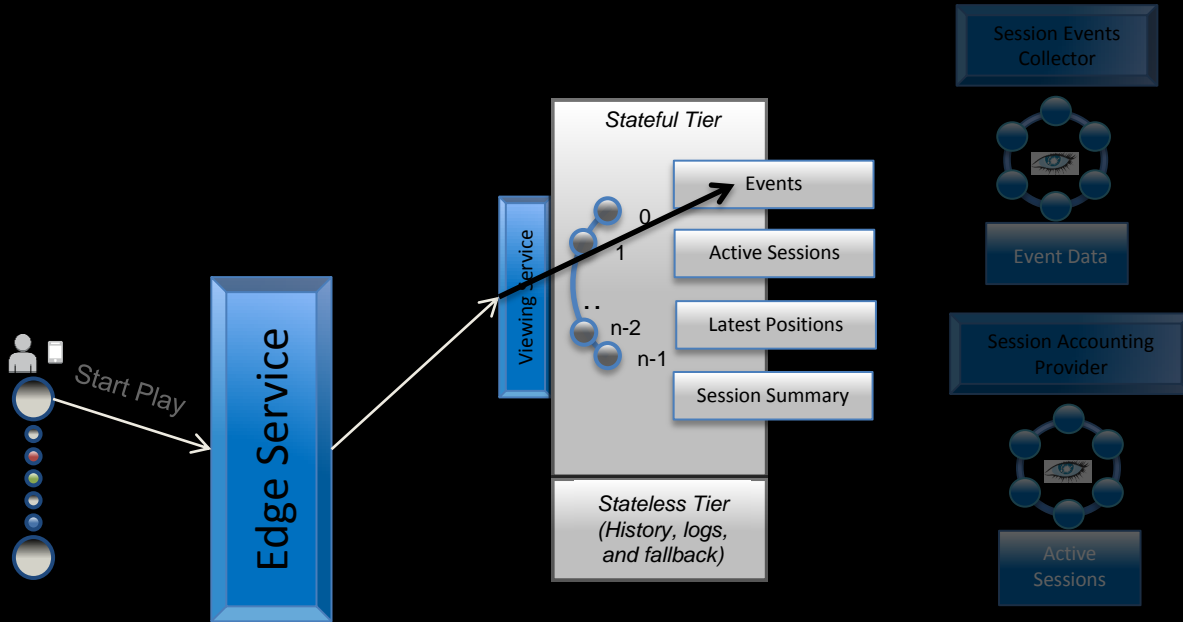 Start Play
Edge Service
Viewing Service
Stateful Tier
0
1
..
n-2
n-1
Events
Active Sessions
Latest Positions
Session Summary
Stateless Tier
(History, logs,
and fallback)
Session Events
Collector
Event Data
Session Accounting
Provider
Active
Sessions